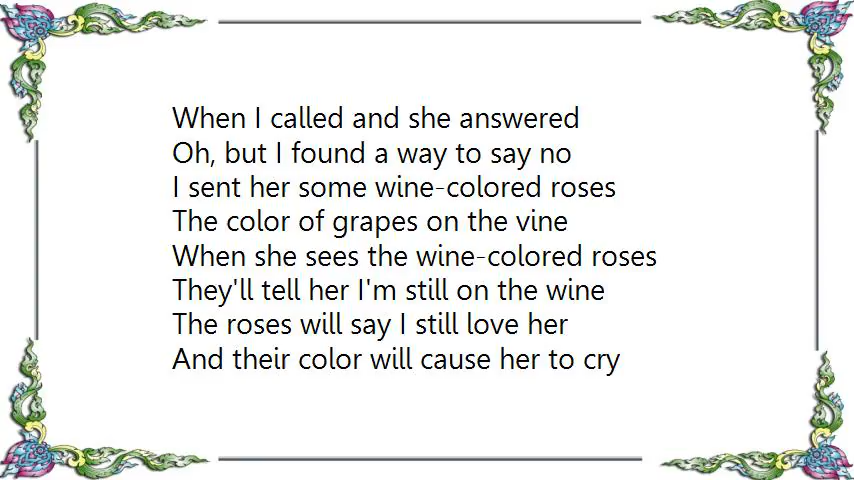 When I called and she answered
Oh, but I found a way to say no
I sent her some wine-colored roses
The color of grapes on the vine
When she sees the wine-colored roses
They'll tell her I'm still on the wine
The roses will say I still love her
And their color will cause her to cry